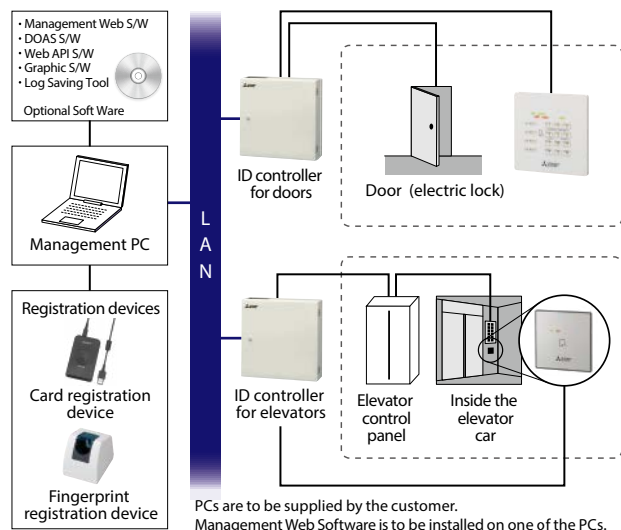 • Management Web S/W
• DOAS S/W
• Web API S/W
• Graphic S/W
• Log Saving Tool
Optional Soft Ware
Management PC
Registration devices
Card registration
device
Fingerprint
registration device
L
A
N
ID controller
for doors
Door (electric lock)
ID controller
for elevators
Elevator
control
panel
Inside the
elevator
car
PCs are to be supplied by the customer.
Management Web Software is to be installed on one of the PCs.